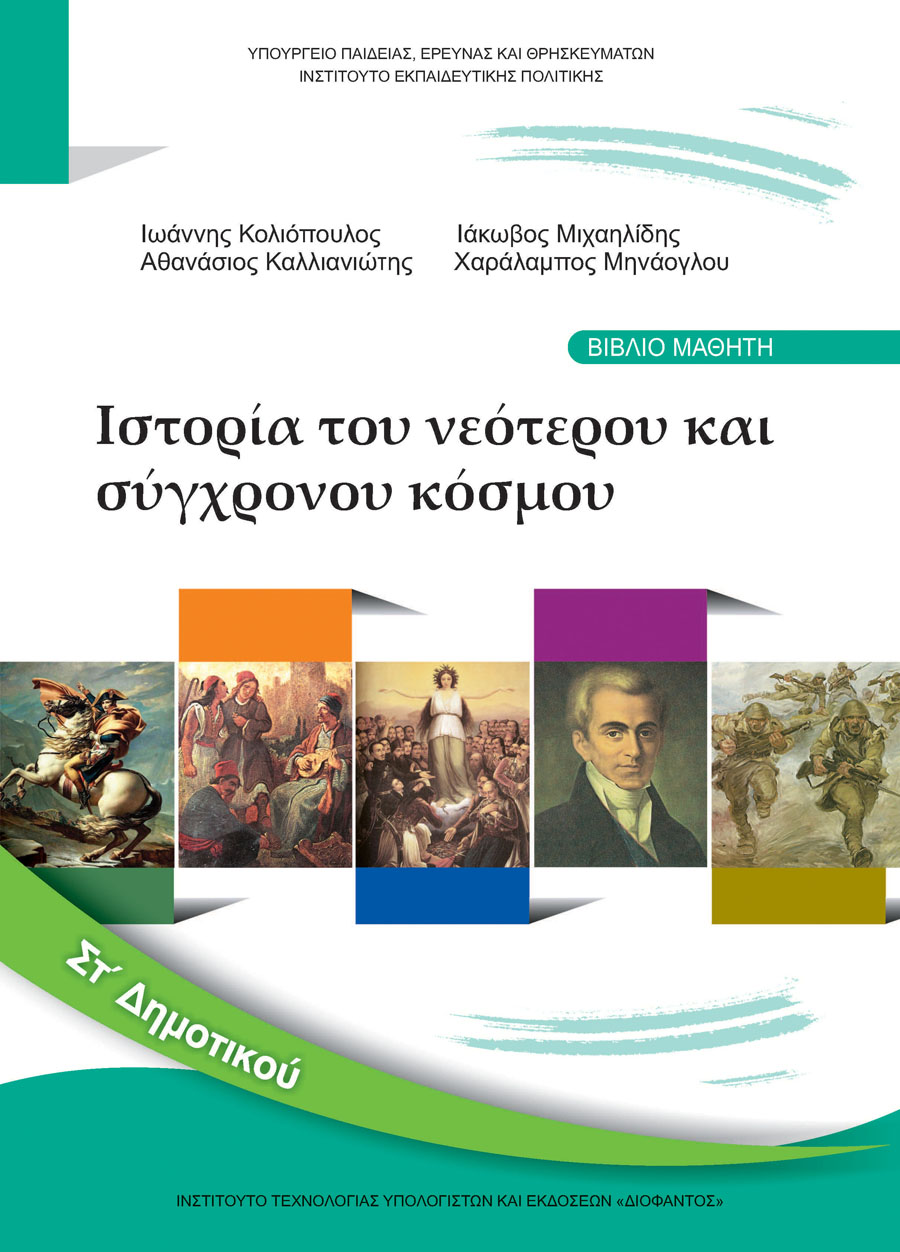 ΥΠΟΥΡΓΕΙΟ ΠΑΙΔΕΙΑΣ, ΕΡΕΥΝΑΣ ΚΑΙ ΘΡΗΣΚΕΥΜΑΤΩΝ
ΙΝΣΤΙΤΟΥΤΟ ΕΚΠΑΙΔΕΥΤΙΚΗΣ ΠΟΛΙΤΙΚΗΣ
Ιωάννης Κολιόπουλος Ιάκωβος Μιχαηλίδης
Αθανάσιος Καλλιανιώτης Χαράλαμπος Μηνάογλου
ΒΙΒΛΙΟ ΜΑΘΗΤΗ
Ιστορία του νεότερου και
σύγχρονου κόσμου
Στ΄ Δημοτικού
ΙΝΣΤΙΤΟΥΤΟ ΤΕΧΝΟΛΟΓΙΑΣ ΥΠΟΛΟΓΙΣΤΩΝ ΚΑΙ ΕΚΔΟΣΕΩΝ «ΔΙΟΦΑΝΤΟΣ»